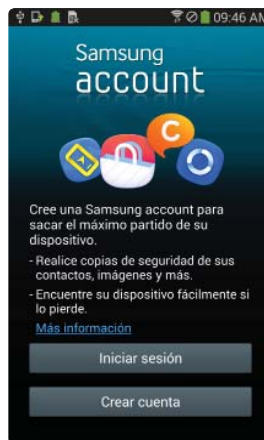 09:46 AM
Samsung
account
C
Cree una Samsung account para
sacar el máximo partido de su
dispositivo.
- Realice copias de seguridad de sus
contactos, imágenes y más.
- Encuentre su dispositivo fácilmente si
lo pierde.
Más información
Iniciar sesión
Crear cuenta